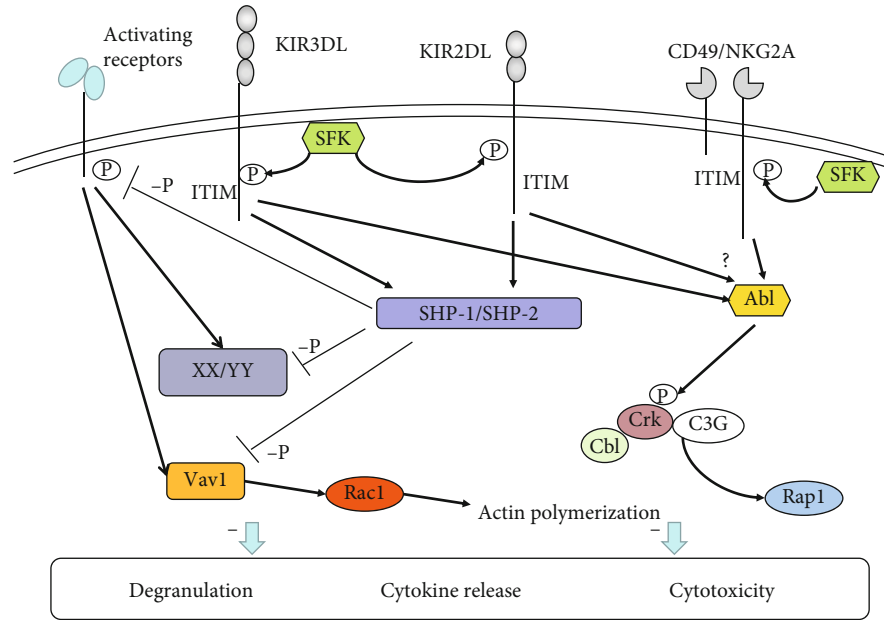 Activating
receptors
KIR3DL
KIR2DL
CD49/NKG2A
SFK
P
P
P
–P
ITIM
ITIM
ITIM
P
SFK
?
SHP-1/SHP-2
Abl
–P
XX/YY
P
Crk
C3G
Cbl
–P
Vav1
Rac1
Rap1
Actin polymerization
–
–
Degranulation
Cytokine release
Cytotoxicity